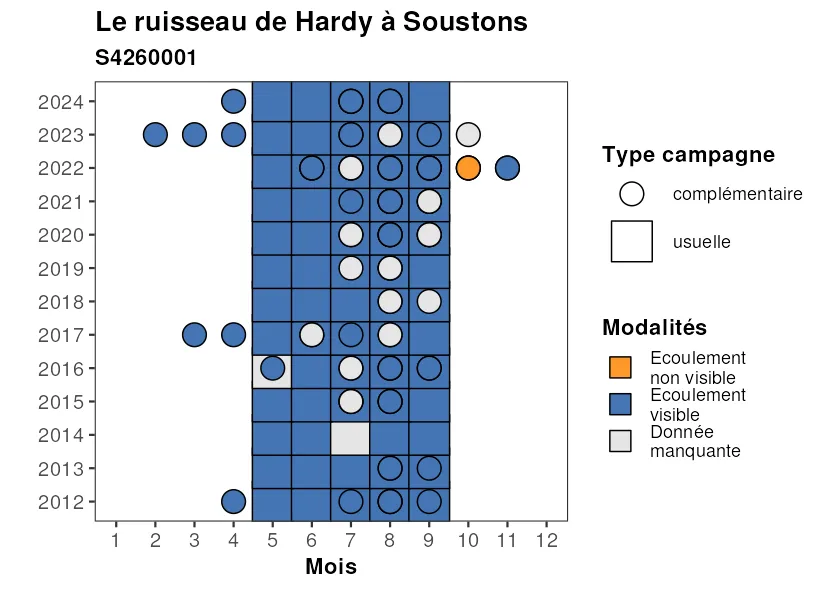 Le ruisseau de Hardy à Soustons
S4260001
2024
2023
2022
2021
2020
2019
2018
2017
2016
2015
2014
2013
2012
1 2 3 4 5 6 7 8 9 10 11 12
Mois
Type campagne
complémentaire
usuelle
Modalités
Ecoulement
non visible
Ecoulement
visible
Donnée
manquante